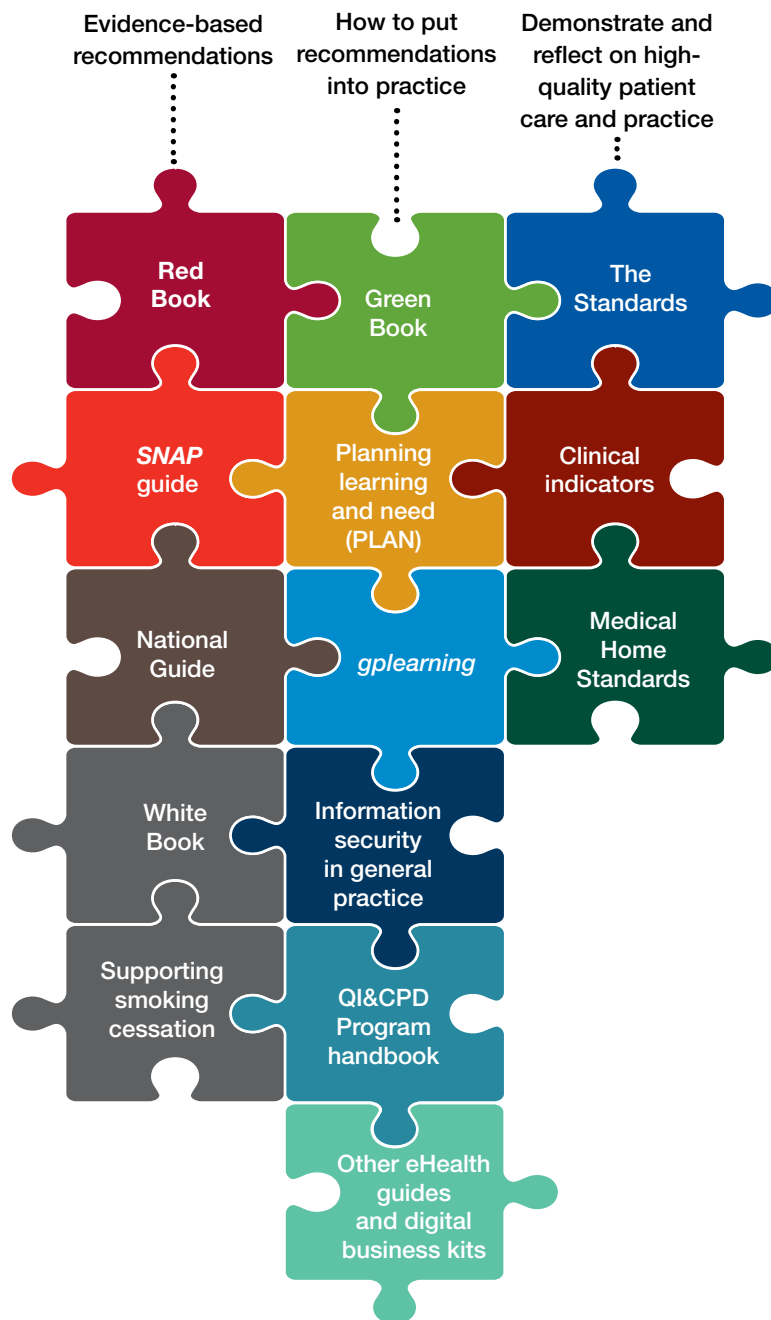 Evidence-based
recommendations
How to put
recommendations
into practice
Demonstrate and
reflect on high-
quality patient
care and practice
Red
Book
Green
Book
The
Standards
SNAP
guide
Planning
learning
and need
(PLAN)
Clinical
indicators
National
Guide
gplearning
Medical
Home
Standards
White
Book
Information
security
in general
practice
Supporting
smoking
cessation
QI&CPD
Program
handbook
Other eHealth
guides
and digital
business kits